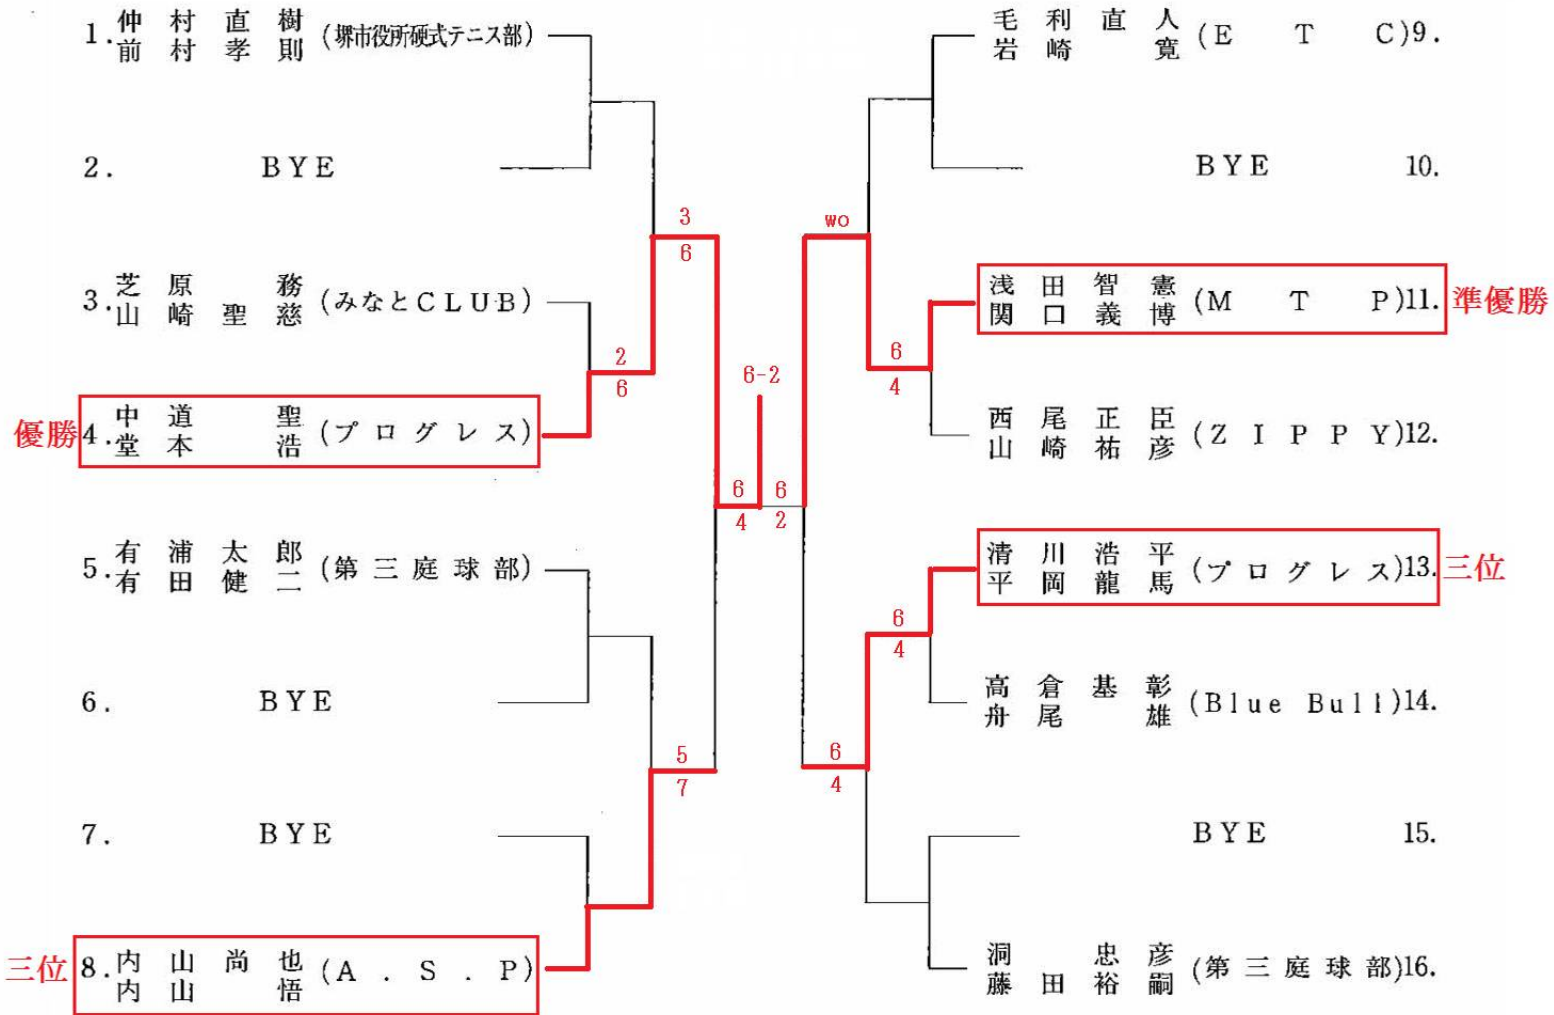 1. 仲村直樹 (堺市役所硬式テニス部)
前村孝則
2. BYE
3
6
3. 芝原務 (みなとCLUB)
山崎聖慈
2
6
優勝 4. 中道聖 (プログレス)
堂本浩
6-2
6
4
6
2
5. 有浦太郎 (第三庭球部)
有田健二
6. BYE
5
7
7. BYE
三位 8. 内山尚也 (A.S.P)
内山悟
毛利直人 (ETC) 9.
岩崎寛
BYE 10.
wo
浅田智憲 (MTP) 11. 準優勝
関口義博
6
4
西尾正臣 (ZIPPY) 12.
山崎祐彦
清川浩平 (プログレス) 13. 三位
平岡龍馬
6
4
高倉基彰 (Blue Bull) 14.
舟尾雄
6
4
BYE 15.
洞忠彦 (第三庭球部) 16.
藤田裕嗣